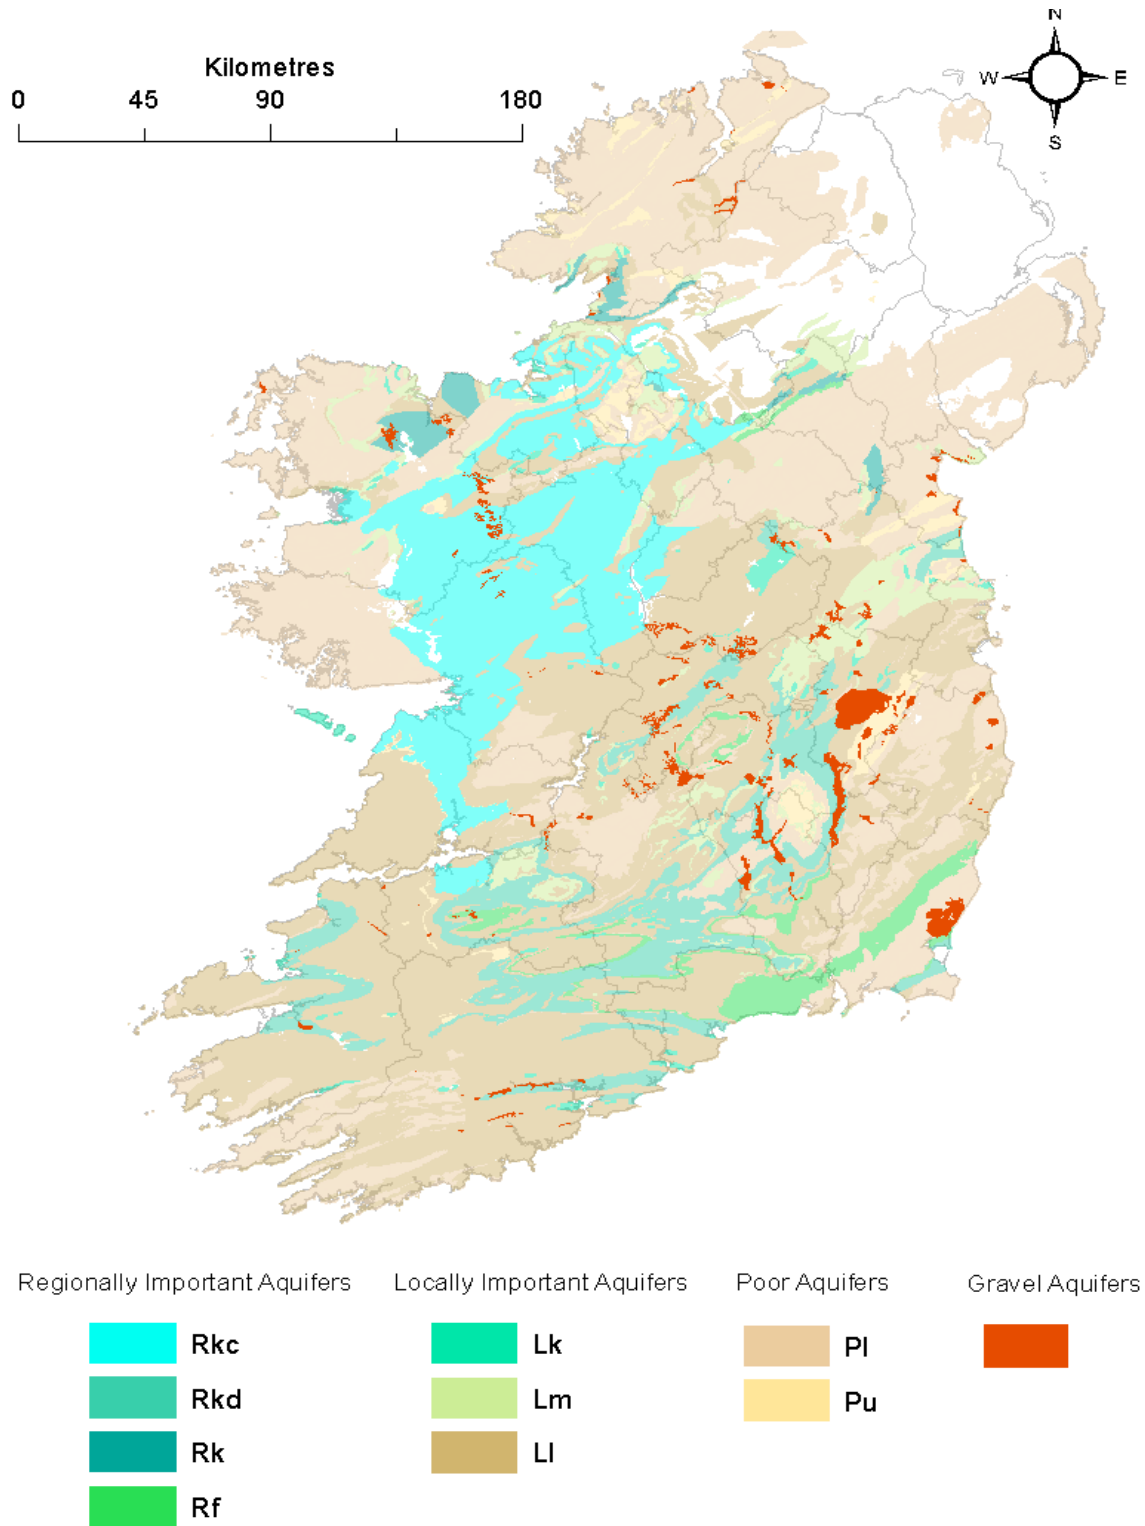 N
Kilometres
W E
0 45 90 180
S
Regionally Important Aquifers Locally Important Aquifers Poor Aquifers Gravel Aquifers
Rkc Lk Pl
Rkd Lm Pu
Rk Ll
Rf